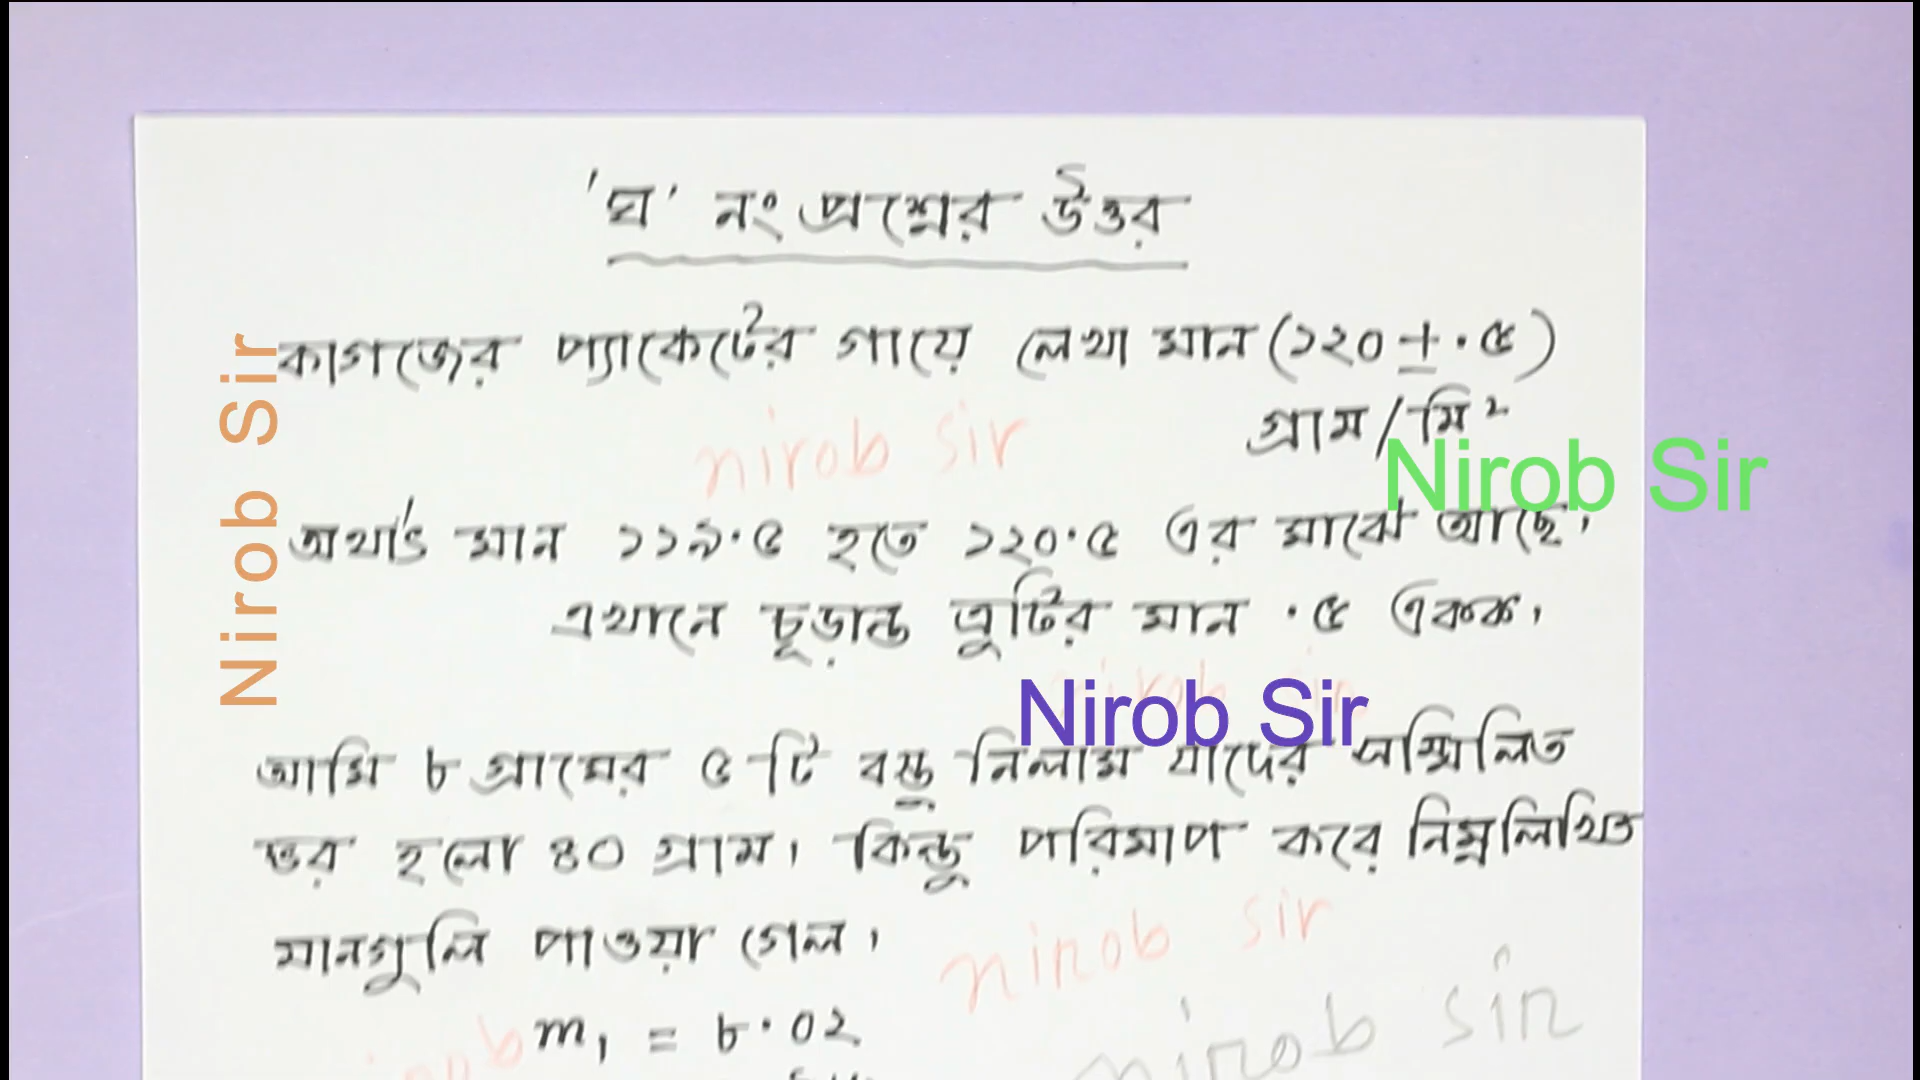 'ঘ' নং প্রশ্নের উত্তর
কাগজের প্যাকেটের গায়ে লেখা মান (১২০ ± ·৫)
গ্রাম/মি²
nirob sir
Nirob Sir
Nirob Sir
অর্থাৎ মান ১১৯·৫ হতে ১২০·৫ এর মাঝে আছে।
এখানে চূড়ান্ত ত্রুটির মান ·৫ একক।
Nirob Sir
আমি ৮ গ্রামের ৫ টি বস্তু নিলাম যাদের সম্মিলিত
ভর হলো ৪০ গ্রাম। কিন্তু পরিমাপ করে নিম্নলিখিত
মানগুলি পাওয়া গেল।
nirob sir
m₁ = ৮·০২
nirob sir